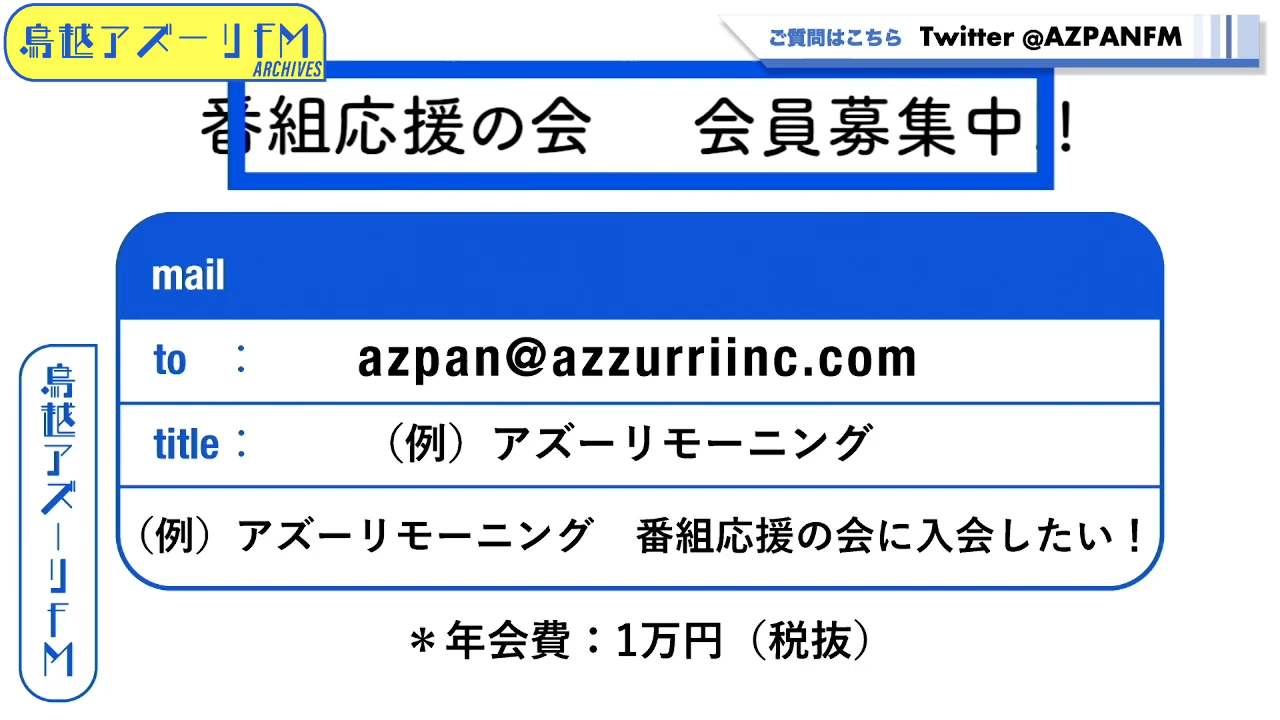 鳥越アズーリFM
ARCHIVES
ご質問はこちら Twitter @AZPANFM
番組応援の会 会員募集中！
mail
to : azpan@azzurriinc.com
title : （例）アズーリモーニング
（例）アズーリモーニング 番組応援の会に入会したい！
＊年会費：1万円（税抜）
鳥越アズーリFM